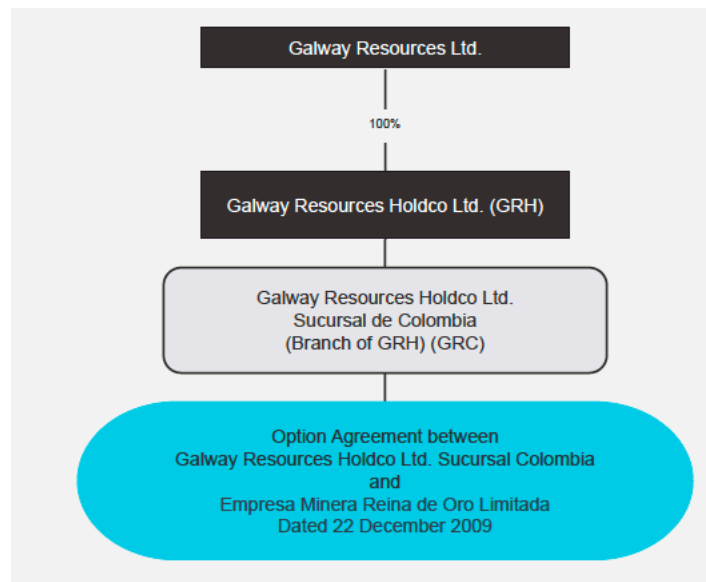 Galway Resources Ltd.
100%
Galway Resources Holdco Ltd. (GRH)
Galway Resources Holdco Ltd.
Sucursal de Colombia
(Branch of GRH) (GRC)
Option Agreement between
Galway Resources Holdco Ltd. Sucursal Colombia
and
Empresa Minera Reina de Oro Limitada
Dated 22 December 2009